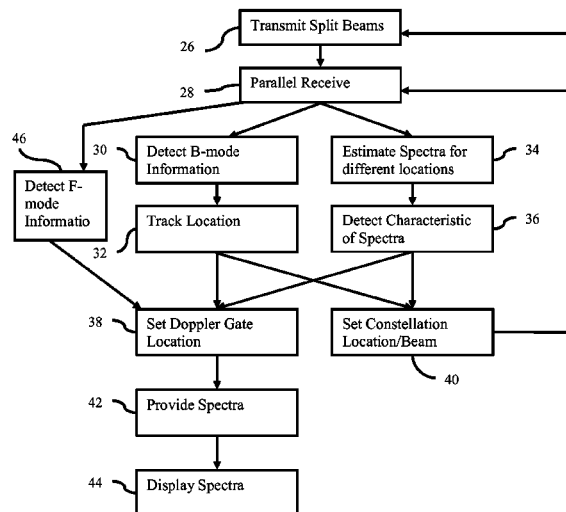 Transmit Split Beams
26
Parallel Receive
28
46
30
Detect B-mode
Information
Estimate Spectra for
different locations
34
Detect F-
mode
Informatio
32
Track Location
Detect Characteristic
of Spectra
36
38
Set Doppler Gate
Location
Set Constellation
Location/Beam
40
42
Provide Spectra
44
Display Spectra